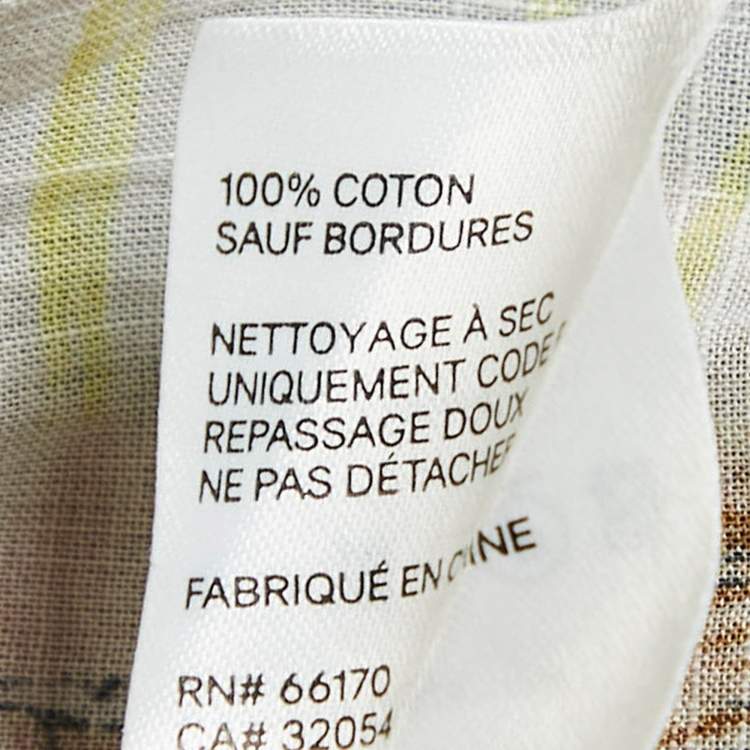 100% COTON
SAUF BORDURES
NETTOYAGE À SEC
UNIQUEMENT CODE
REPASSAGE DOUX
NE PAS DÉTACHER
FABRIQUÉ EN CHINE
RN# 66170
CA# 32054